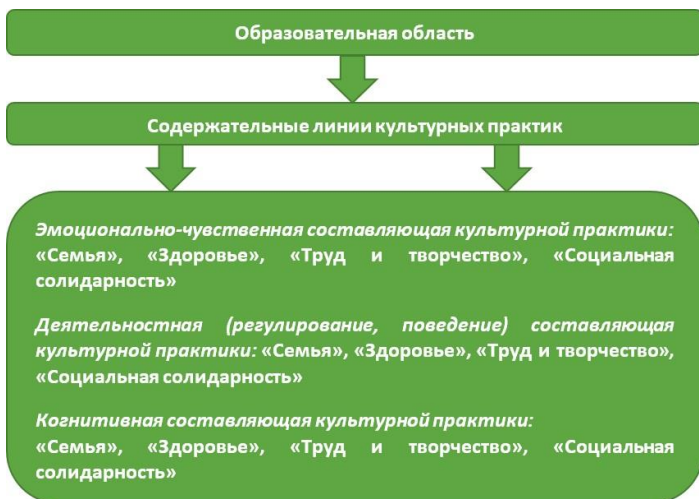 Образовательная область
Содержательные линии культурных практик
Эмоционально-чувственная составляющая культурной практики:
«Семья», «Здоровье», «Труд и творчество», «Социальная
солидарность»
Деятельностная (регулирование, поведение) составляющая
культурной практики: «Семья», «Здоровье», «Труд и творчество»,
«Социальная солидарность»
Когнитивная составляющая культурной практики:
«Семья», «Здоровье», «Труд и творчество», «Социальная
солидарность»